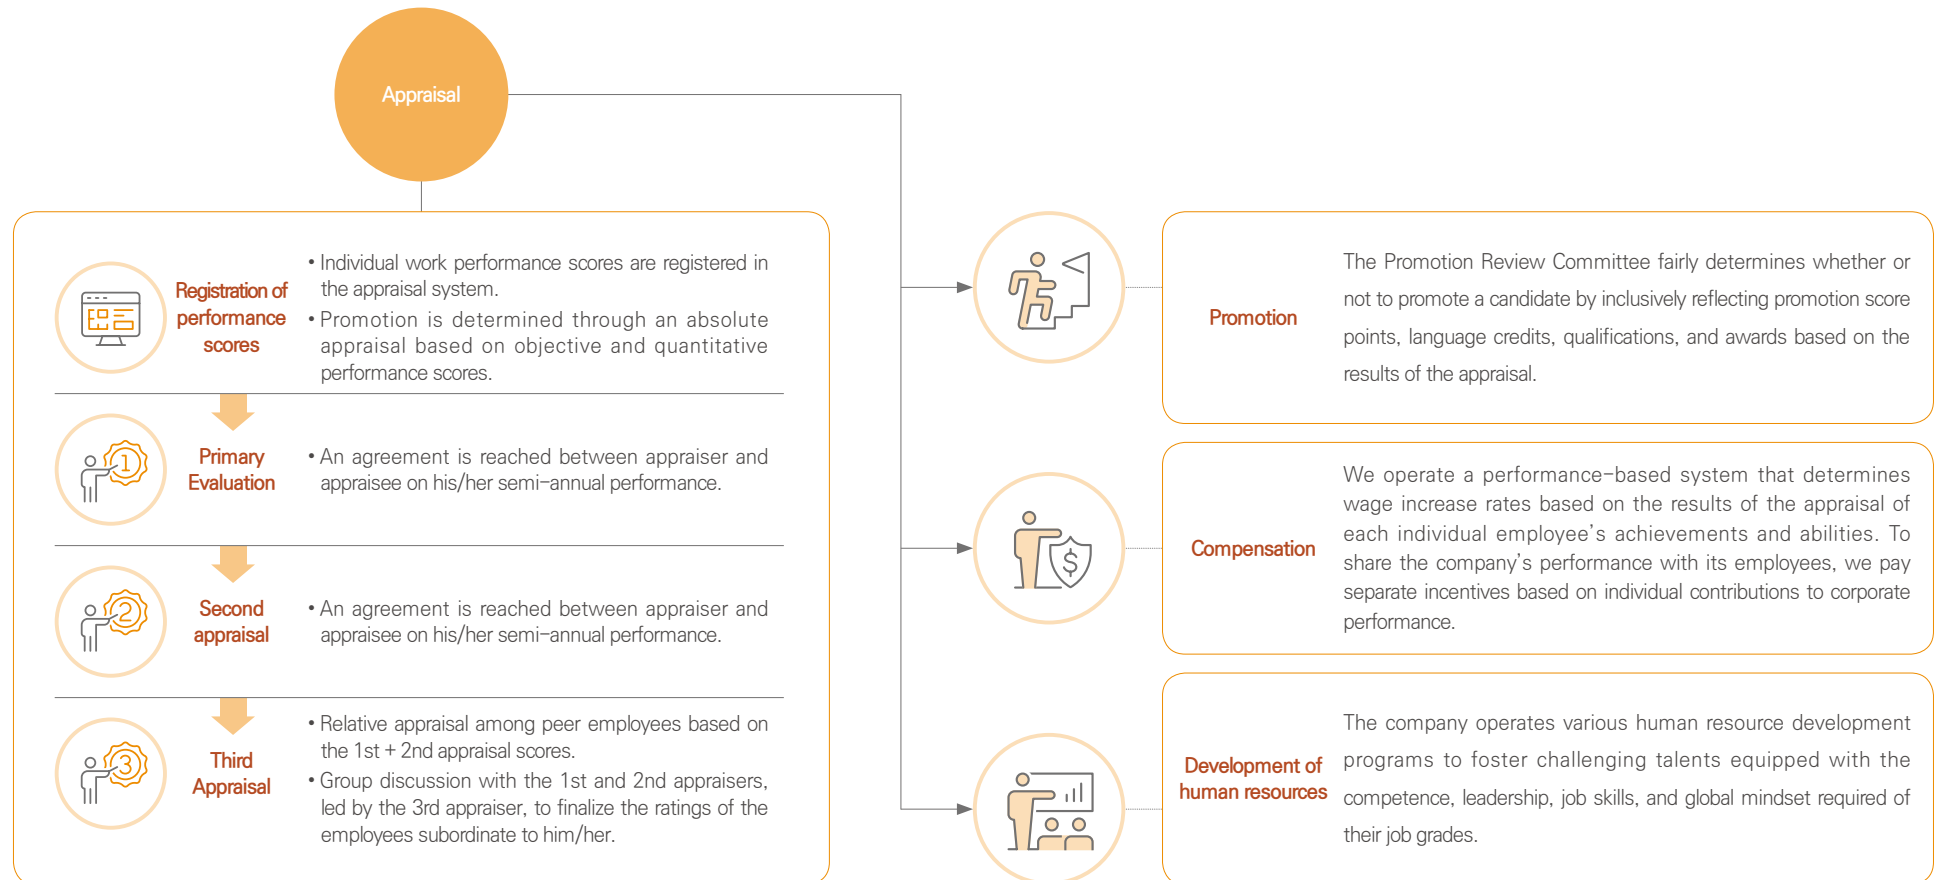 Appraisal
Registration of
performance
scores
• Individual work performance scores are registered in
the appraisal system.
• Promotion is determined through an absolute
appraisal based on objective and quantitative
performance scores.
1
Primary
Evaluation
• An agreement is reached between appraiser and
appraisee on his/her semi-annual performance.
2
Second
appraisal
• An agreement is reached between appraiser and
appraisee on his/her semi-annual performance.
3
Third
Appraisal
• Relative appraisal among peer employees based on
the 1st + 2nd appraisal scores.
• Group discussion with the 1st and 2nd appraisers,
led by the 3rd appraiser, to finalize the ratings of the
employees subordinate to him/her.
Promotion
The Promotion Review Committee fairly determines whether or
not to promote a candidate by inclusively reflecting promotion score
points, language credits, qualifications, and awards based on the
results of the appraisal.
$
Compensation
We operate a performance-based system that determines
wage increase rates based on the results of the appraisal of
each individual employee's achievements and abilities. To
share the company's performance with its employees, we pay
separate incentives based on individual contributions to corporate
performance.
Development of
human resources
The company operates various human resource development
programs to foster challenging talents equipped with the
competence, leadership, job skills, and global mindset required of
their job grades.